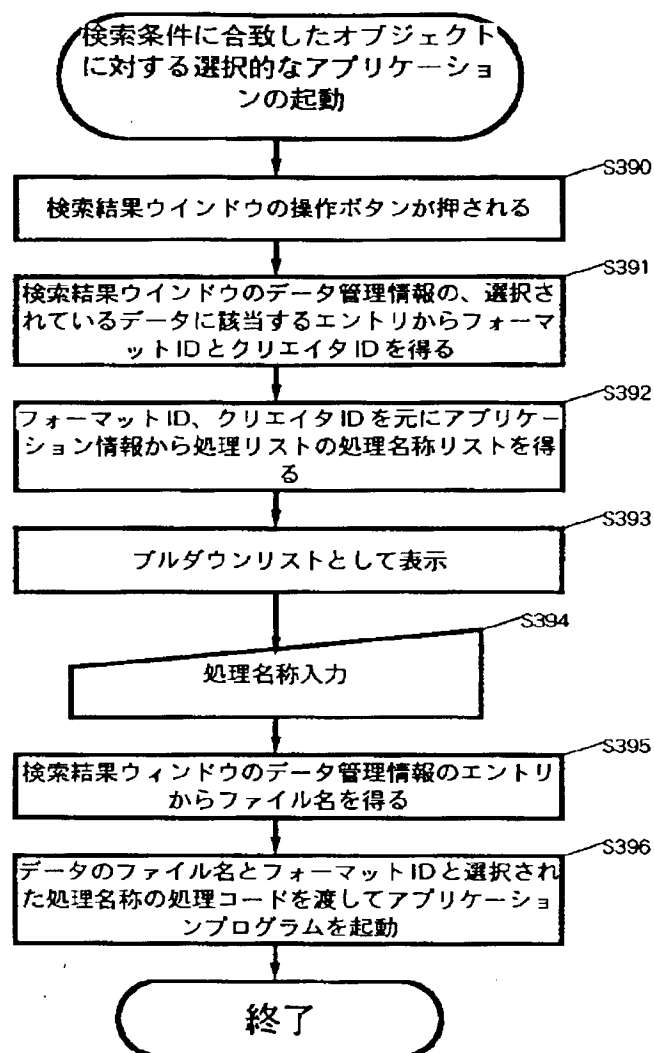 検索条件に合致したオブジェクト
に対する選択的なアプリケーショ
ンの起動
S390
検索結果ウインドウの操作ボタンが押される
S391
検索結果ウインドウのデータ管理情報の、選択さ
れているデータに該当するエントリからフォーマ
ットIDとクリエイタIDを得る
S392
フォーマットID、クリエイタIDを元にアプリケー
ション情報から処理リストの処理名称リストを得
る
S393
プルダウンリストとして表示
S394
処理名称入力
S395
検索結果ウィンドウのデータ管理情報のエントリ
からファイル名を得る
S396
データのファイル名とフォーマットIDと選択され
た処理名称の処理コードを渡してアプリケーショ
ンプログラムを起動
終了